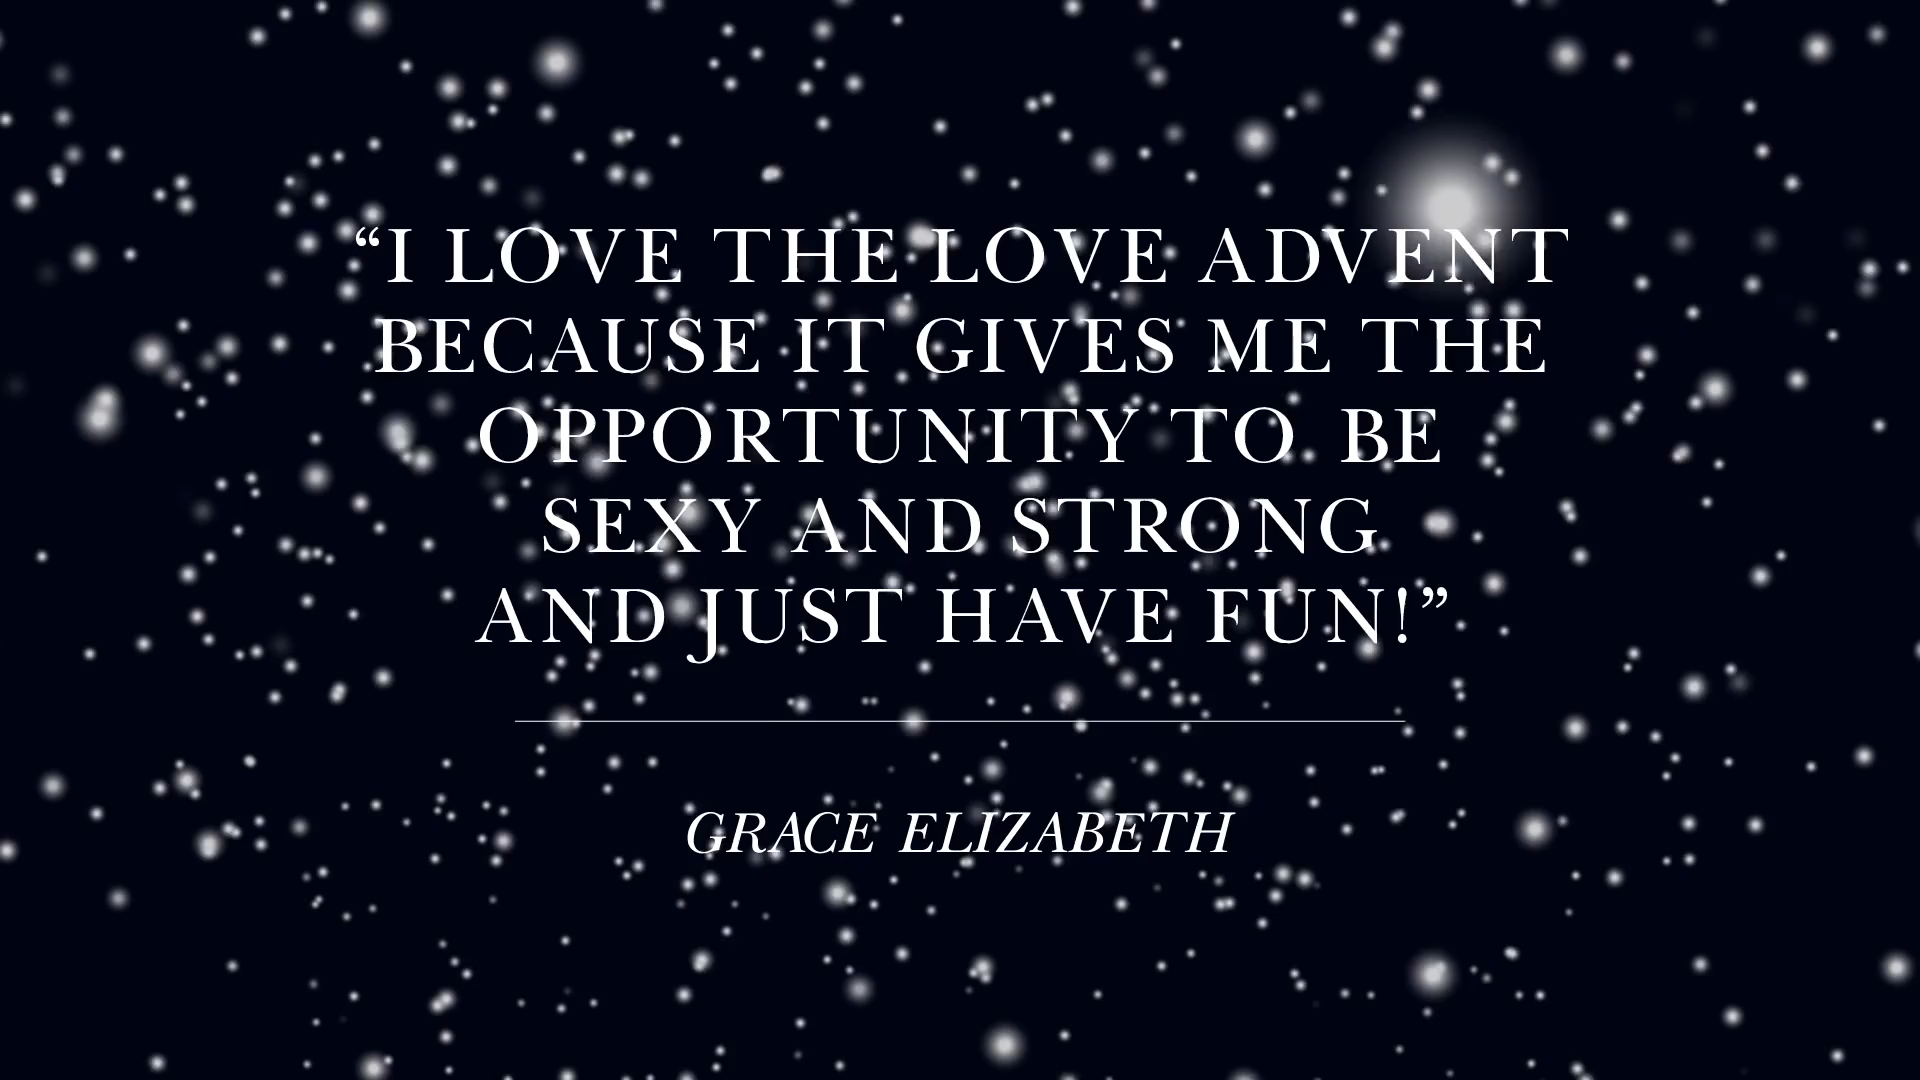 “I LOVE THE LOVE ADVENT
BECAUSE IT GIVES ME THE
OPPORTUNITY TO BE
SEXY AND STRONG
AND JUST HAVE FUN!”
GRACE ELIZABETH